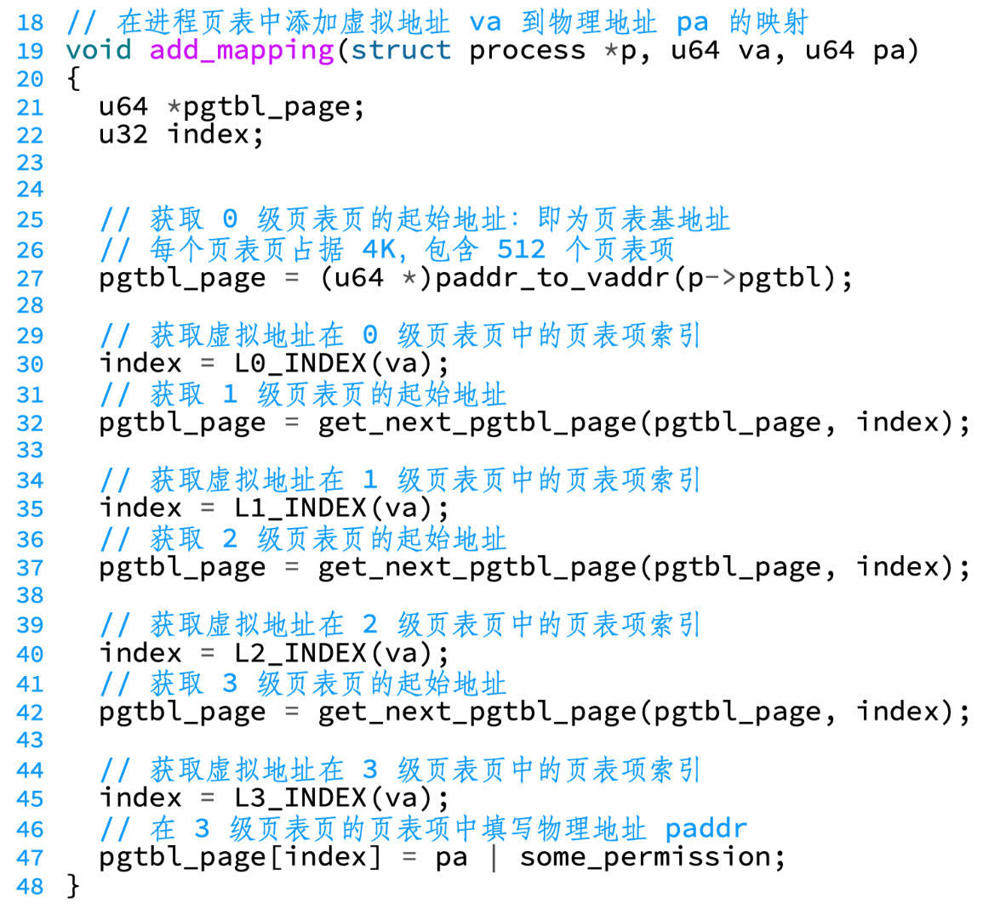 18 // 在进程页表中添加虚拟地址 va 到物理地址 pa 的映射
19 void add_mapping(struct process *p, u64 va, u64 pa)
20 {
21   u64 *pgtbl_page;
22   u32 index;
23
24
25   // 获取 0 级页表页的起始地址：即为页表基地址
26   // 每个页表页占据 4K，包含 512 个页表项
27   pgtbl_page = (u64 *)paddr_to_vaddr(p->pgtbl);
28
29   // 获取虚拟地址在 0 级页表页中的页表项索引
30   index = L0_INDEX(va);
31   // 获取 1 级页表页的起始地址
32   pgtbl_page = get_next_pgtbl_page(pgtbl_page, index);
33
34   // 获取虚拟地址在 1 级页表页中的页表项索引
35   index = L1_INDEX(va);
36   // 获取 2 级页表页的起始地址
37   pgtbl_page = get_next_pgtbl_page(pgtbl_page, index);
38
39   // 获取虚拟地址在 2 级页表页中的页表项索引
40   index = L2_INDEX(va);
41   // 获取 3 级页表页的起始地址
42   pgtbl_page = get_next_pgtbl_page(pgtbl_page, index);
43
44   // 获取虚拟地址在 3 级页表页中的页表项索引
45   index = L3_INDEX(va);
46   // 在 3 级页表页的页表项中填写物理地址 paddr
47   pgtbl_page[index] = pa | some_permission;
48 }